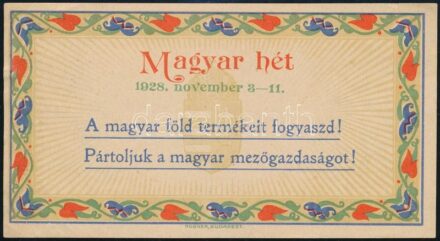 Magyar hét
1928. november 3—11.
A magyar föld termékeit fogyaszd!
Pártoljuk a magyar mezőgazdaságot!